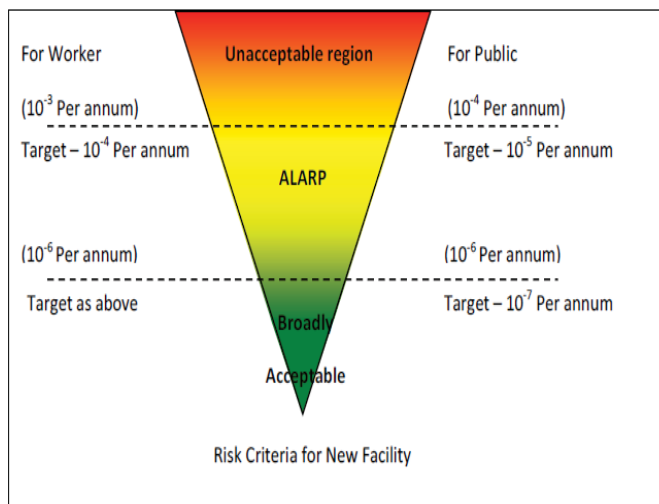 For Worker
Unacceptable region
For Public
(10⁻³ Per annum)
(10⁻⁴ Per annum)
Target – 10⁻⁴ Per annum
Target – 10⁻⁵ Per annum
ALARP
(10⁻⁶ Per annum)
(10⁻⁶ Per annum)
Target as above
Target – 10⁻⁷ Per annum
Broadly
Acceptable
Risk Criteria for New Facility